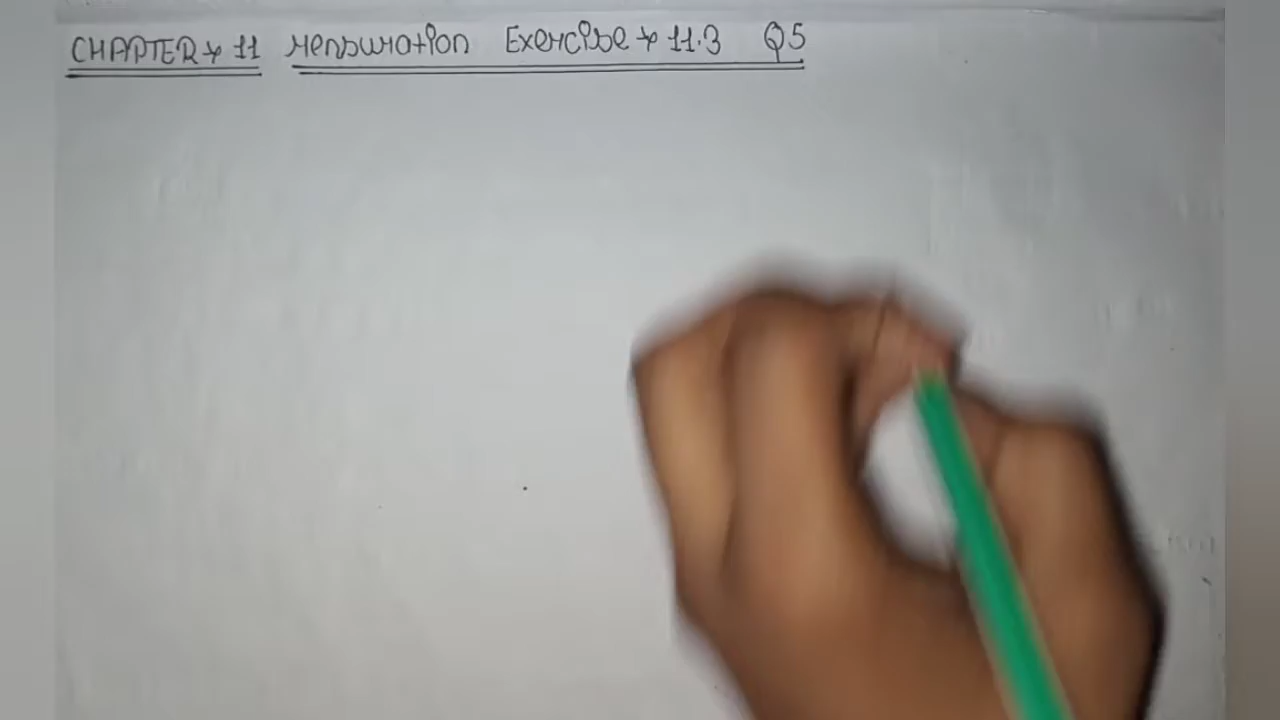 CHAPTER → 11 Mensuration Exercise → 11.3 Q5